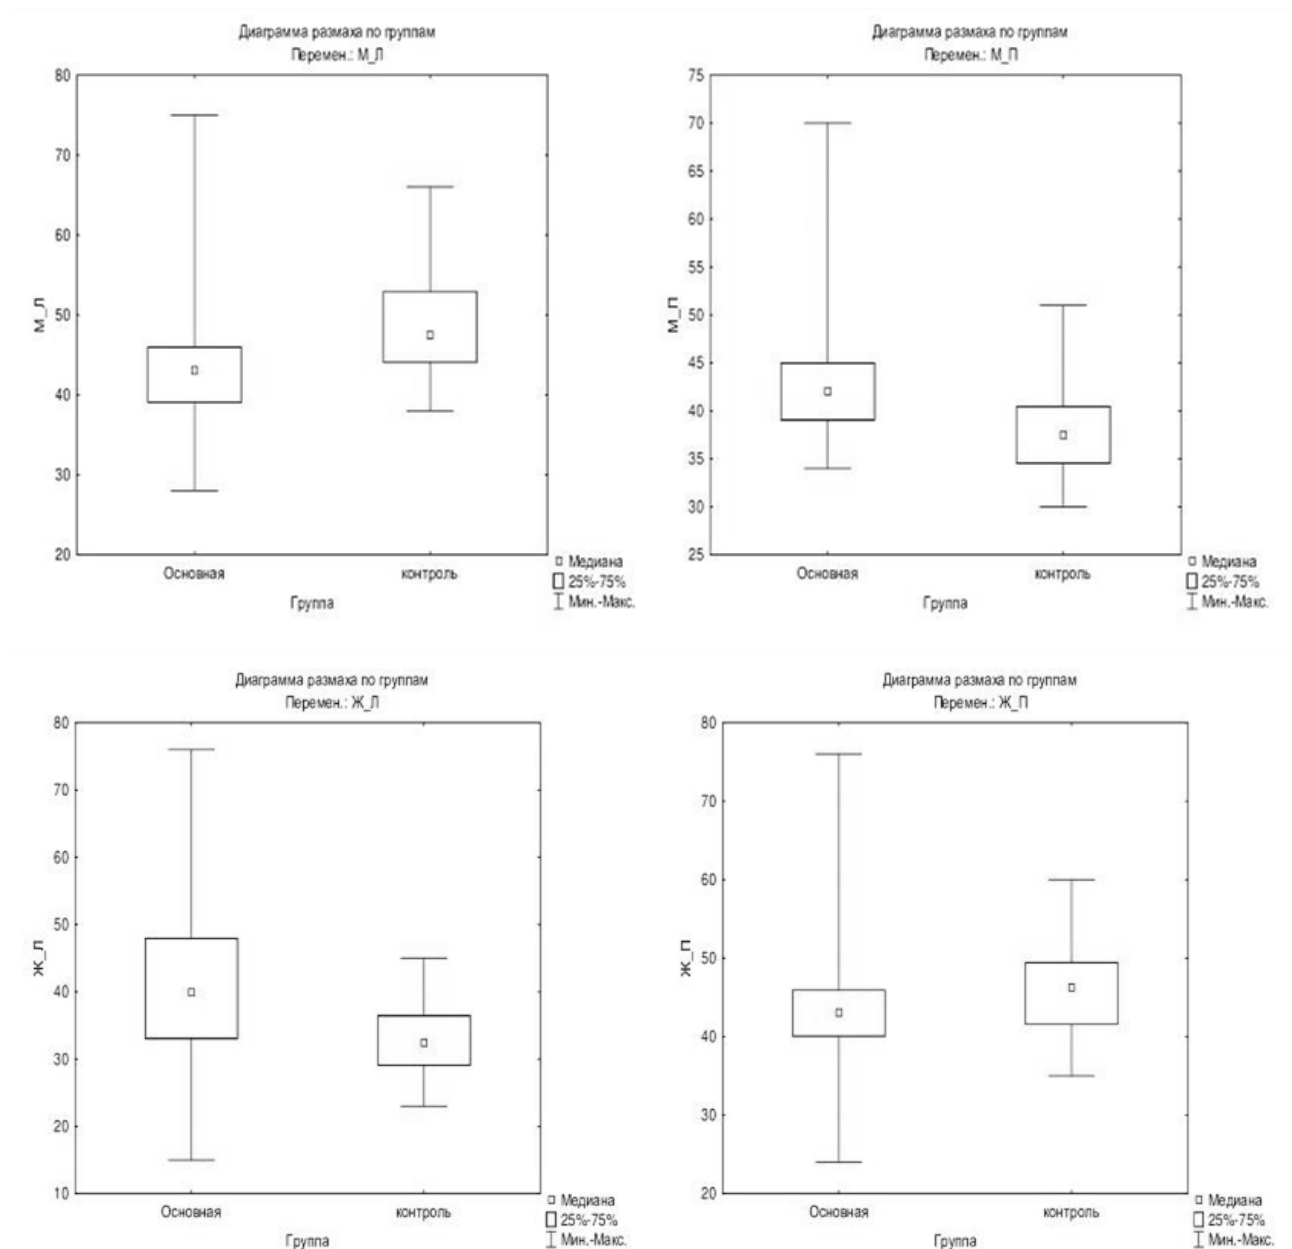 Диаграмма размаха по группам
Перемен.: М_Л
80
70
60
50
40
30
20
М_Л
Основная
контроль
Группа
Медиана
25%-75%
Мин.-Макс.
Диаграмма размаха по группам
Перемен.: М_П
75
70
65
60
55
50
45
40
35
30
25
М_П
Основная
контроль
Группа
Медиана
25%-75%
Мин.-Макс.
Диаграмма размаха по группам
Перемен.: Ж_Л
80
70
60
50
40
30
20
10
Ж_Л
Основная
контроль
Группа
Медиана
25%-75%
Мин.-Макс.
Диаграмма размаха по группам
Перемен.: Ж_П
80
70
60
50
40
30
20
Ж_П
Основная
контроль
Группа
Медиана
25%-75%
Мин.-Макс.